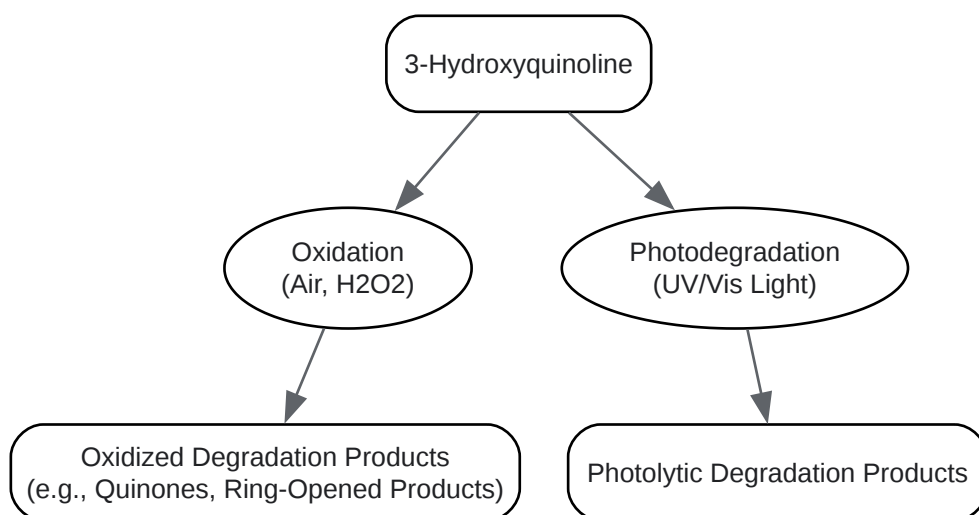 3-Hydroxyquinoline
Oxidation
(Air, H2O2)
Photodegradation
(UV/Vis Light)
Oxidized Degradation Products
(e.g., Quinones, Ring-Opened Products)
Photolytic Degradation Products